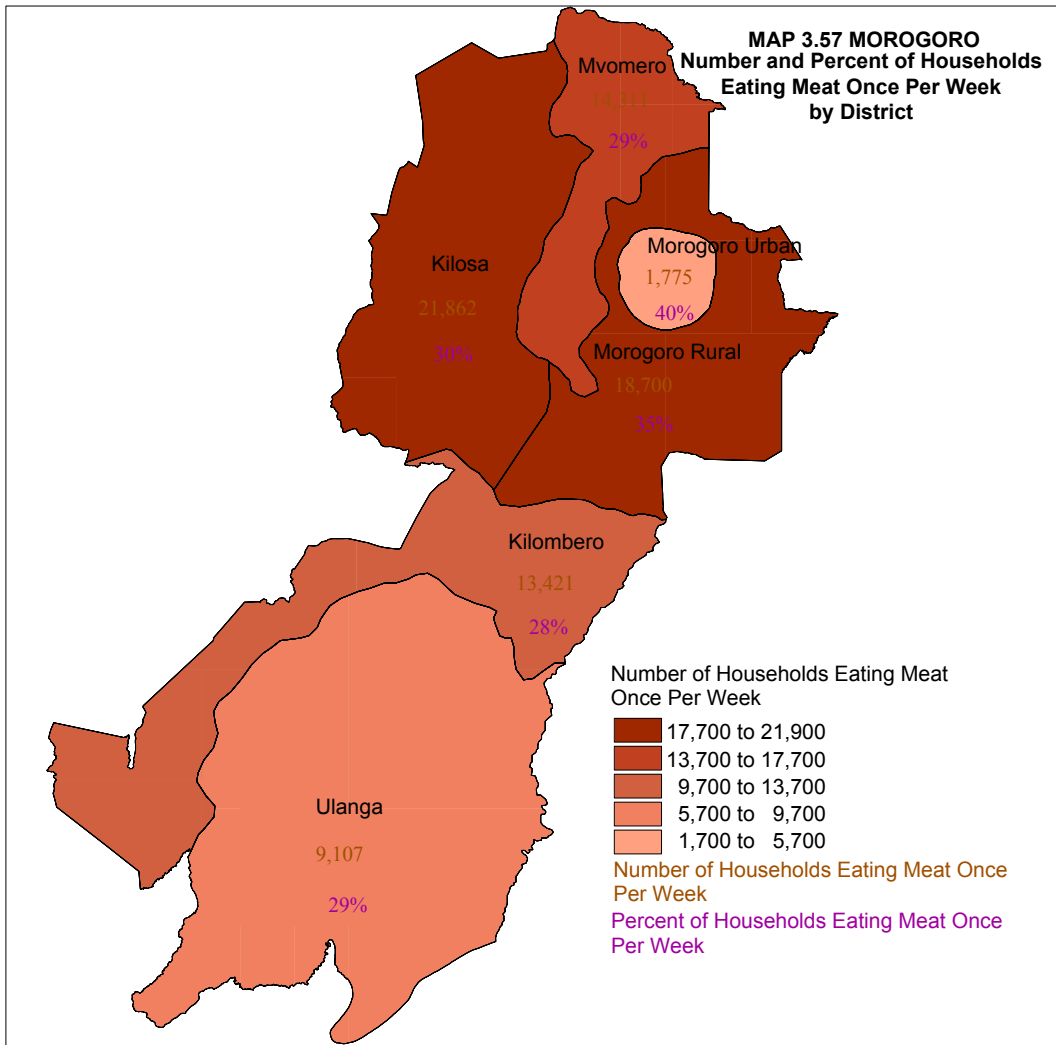 MAP 3.57 MOROGORO
Number and Percent of Households
Eating Meat Once Per Week
by District
Mvomero
14,311
29%
Morogoro Urban
1,775
40%
Kilosa
21,862
30%
Morogoro Rural
18,700
35%
Kilombero
13,421
28%
Ulanga
9,107
29%
Number of Households Eating Meat
Once Per Week
17,700 to 21,900
13,700 to 17,700
9,700 to 13,700
5,700 to 9,700
1,700 to 5,700
Number of Households Eating Meat Once
Per Week
Percent of Households Eating Meat Once
Per Week